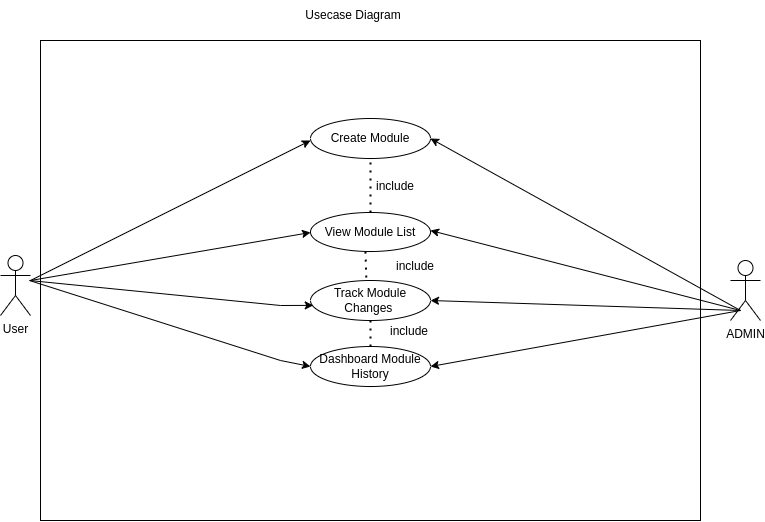 Usecase Diagram
Create Module
include
View Module List
include
Track Module
Changes
include
Dashboard Module
History
User
ADMIN